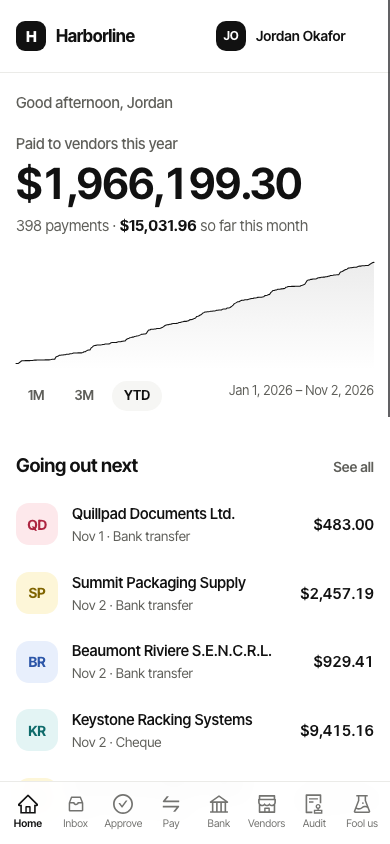 H Harborline
JO Jordan Okafor
Good afternoon, Jordan
Paid to vendors this year
$1,966,199.30
398 payments · $15,031.96 so far this month
1M 3M YTD Jan 1, 2026 – Nov 2, 2026
Going out next See all
QD Quillpad Documents Ltd. $483.00
Nov 1 · Bank transfer
SP Summit Packaging Supply $2,457.19
Nov 2 · Bank transfer
BR Beaumont Riviere S.E.N.C.R.L. $929.41
Nov 2 · Bank transfer
KR Keystone Racking Systems $9,415.16
Nov 2 · Cheque
Home Inbox Approve Pay Bank Vendors Audit Fool us